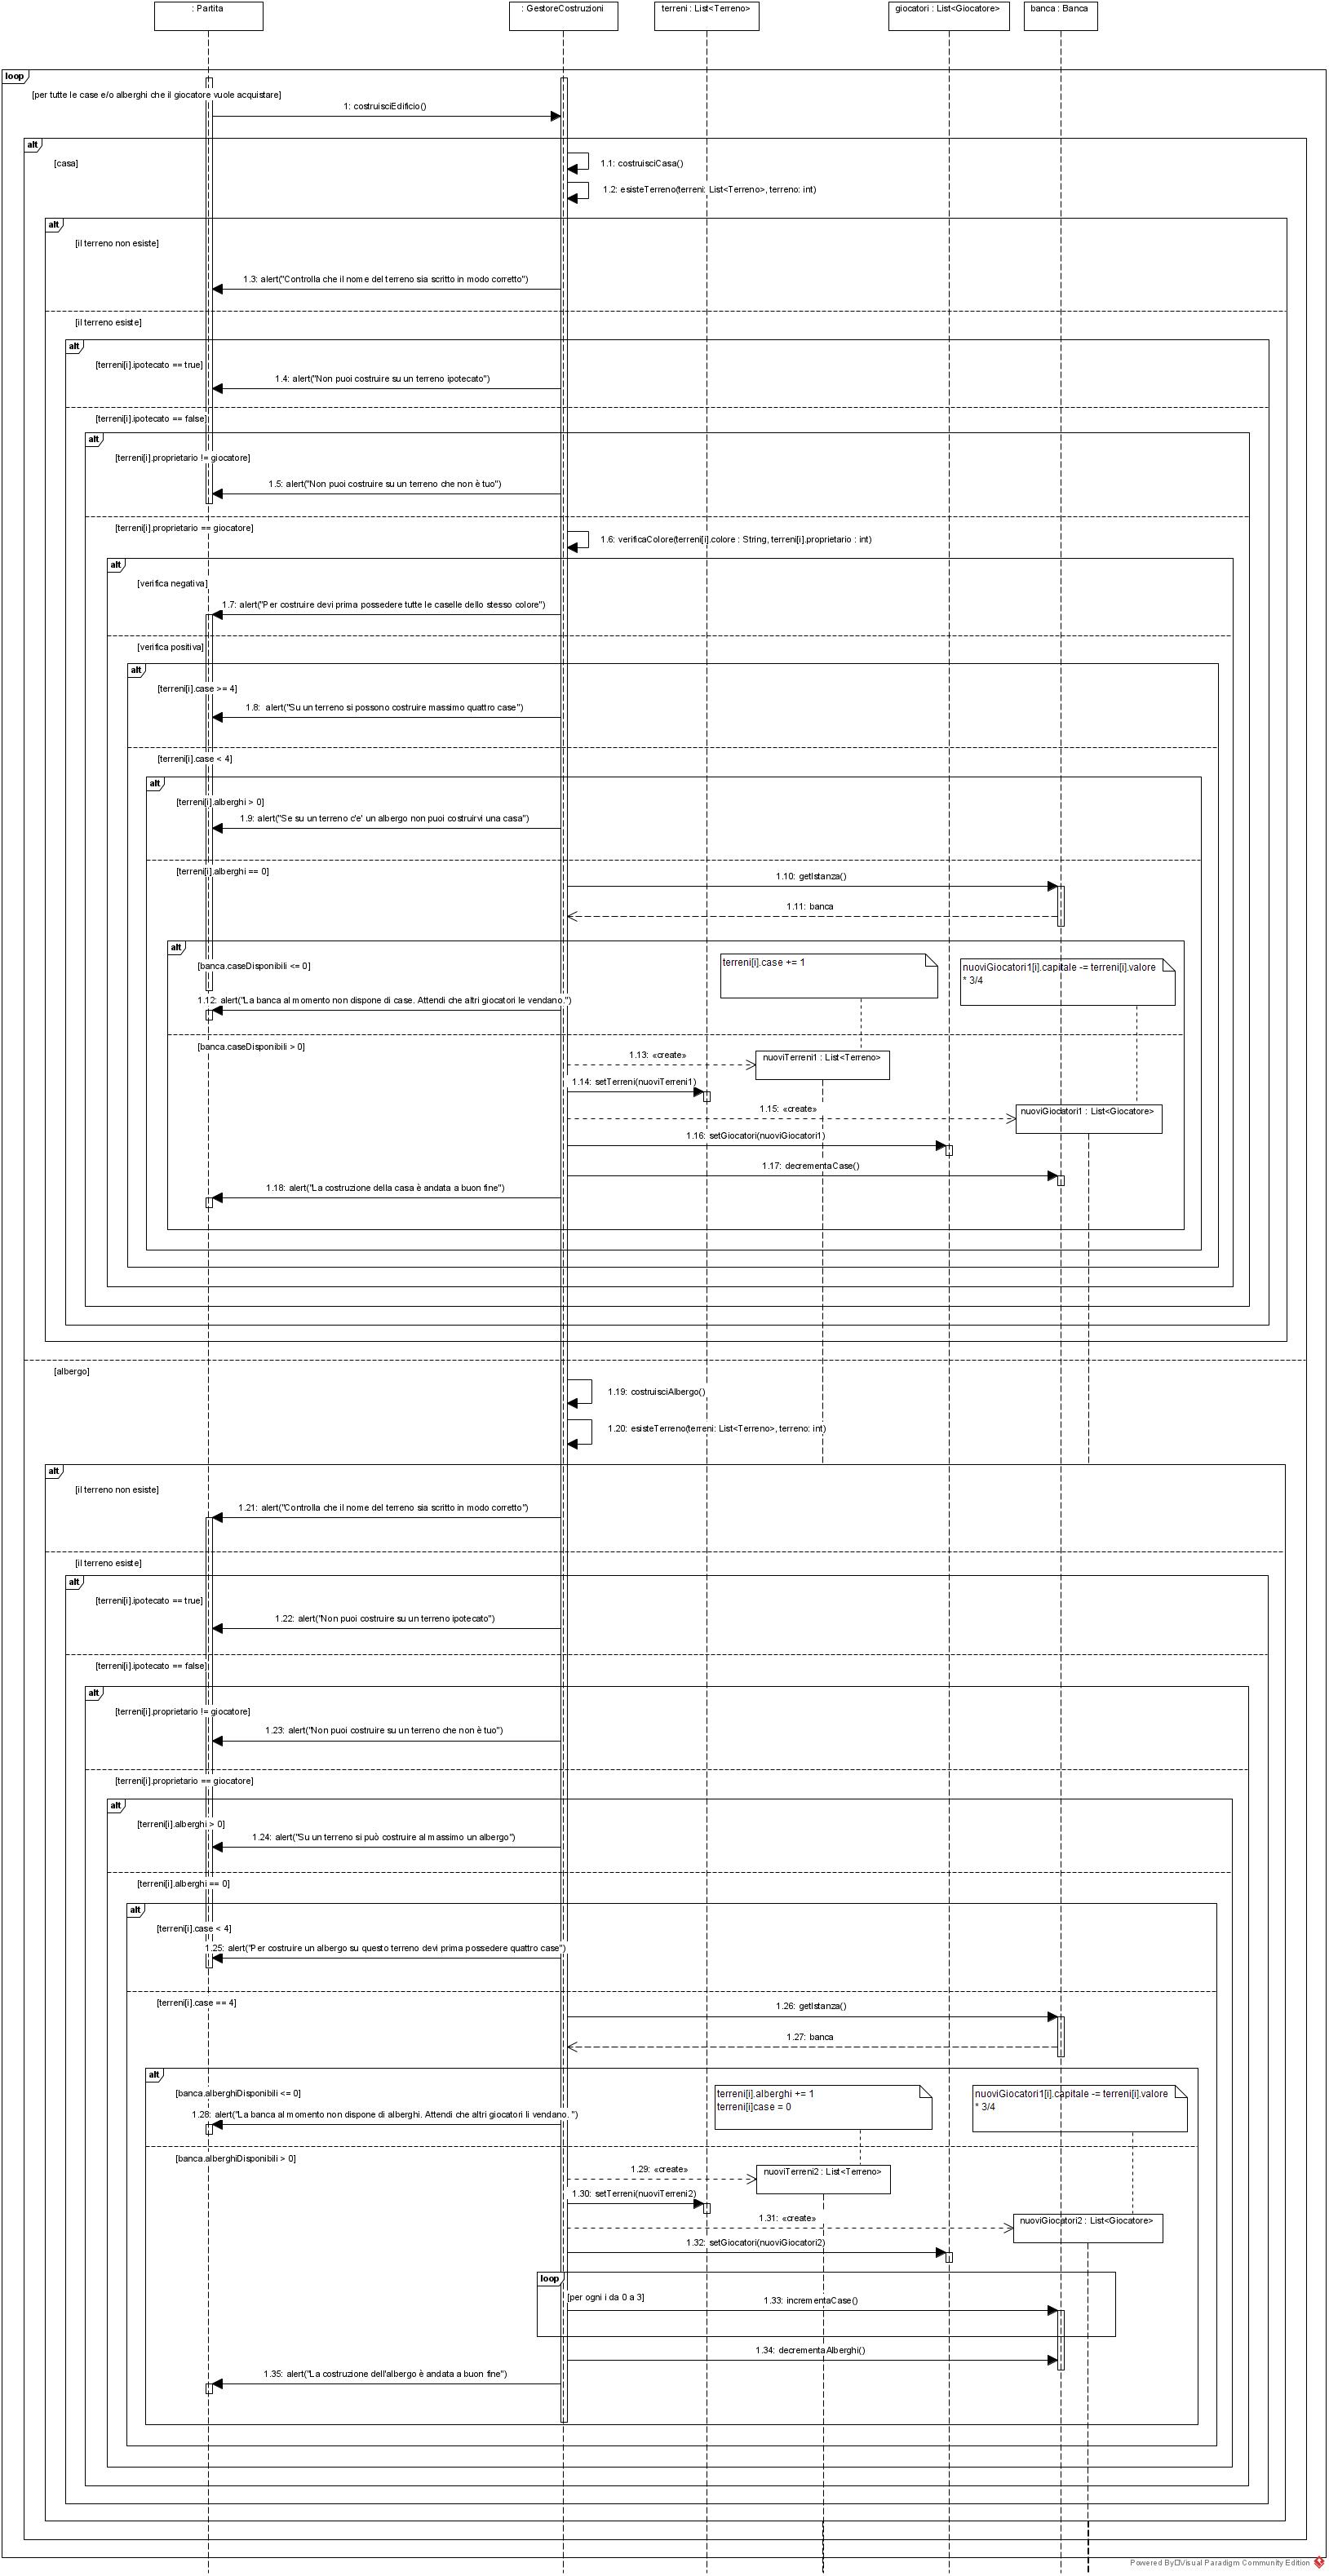 : Partita
: GestoreCostruzioni
terreni : List<Terreno>
giocatori : List<Giocatore>
banca : Banca
loop
[per tutte le case e/o alberghi che il giocatore vuole acquistare]
1: costruisciEdificio()
alt
[casa]
1.1: costruisciCasa()
1.2: esisteTerreno(terreni: List<Terreno>, terreno: int)
alt
[il terreno non esiste]
1.3: alert("Controlla che il nome del terreno sia scritto in modo corretto")
[il terreno esiste]
alt
[terreni[i].ipotecato == true]
1.4: alert("Non puoi costruire su un terreno ipotecato")
[terreni[i].ipotecato == false]
alt
[terreni[i].proprietario != giocatore]
1.5: alert("Non puoi costruire su un terreno che non è tuo")
[terreni[i].proprietario == giocatore]
1.6: verificaColore(terreni[i].colore : String, terreni[i].proprietario : int)
alt
[verifica negativa]
1.7: alert("Per costruire devi prima possedere tutte le caselle dello stesso colore")
[verifica positiva]
alt
[terreni[i].case >= 4]
1.8:  alert("Su un terreno si possono costruire massimo quattro case")
[terreni[i].case < 4]
alt
[terreni[i].alberghi > 0]
1.9: alert("Se su un terreno c'e' un albergo non puoi costruirvi una casa")
[terreni[i].alberghi == 0]
1.10: getIstanza()
1.11: banca
alt
[banca.caseDisponibili <= 0]
terreni[i].case += 1
nuoviGiocatori1[i].capitale -= terreni[i].valore
* 3/4
1.12: alert("La banca al momento non dispone di case. Attendi che altri giocatori le vendano.")
[banca.caseDisponibili > 0]
1.13: «create»
nuoviTerreni1 : List<Terreno>
1.14: setTerreni(nuoviTerreni1)
1.15: «create»
nuoviGiocatori1 : List<Giocatore>
1.16: setGiocatori(nuoviGiocatori1)
1.17: decrementaCase()
1.18: alert("La costruzione della casa è andata a buon fine")
[albergo]
1.19: costruisciAlbergo()
1.20: esisteTerreno(terreni: List<Terreno>, terreno: int)
alt
[il terreno non esiste]
1.21: alert("Controlla che il nome del terreno sia scritto in modo corretto")
[il terreno esiste]
alt
[terreni[i].ipotecato == true]
1.22: alert("Non puoi costruire su un terreno ipotecato")
[terreni[i].ipotecato == false]
alt
[terreni[i].proprietario != giocatore]
1.23: alert("Non puoi costruire su un terreno che non è tuo")
[terreni[i].proprietario == giocatore]
alt
[terreni[i].alberghi > 0]
1.24: alert("Su un terreno si può costruire al massimo un albergo")
[terreni[i].alberghi == 0]
alt
[terreni[i].case < 4]
1.25: alert("Per costruire un albergo su questo terreno devi prima possedere quattro case")
[terreni[i].case == 4]
1.26: getIstanza()
1.27: banca
alt
[banca.alberghiDisponibili <= 0]
terreni[i].alberghi += 1
terreni[i]case = 0
nuoviGiocatori1[i].capitale -= terreni[i].valore
* 3/4
1.28: alert("La banca al momento non dispone di alberghi. Attendi che altri giocatori li vendano. ")
[banca.alberghiDisponibili > 0]
1.29: «create»
nuoviTerreni2 : List<Terreno>
1.30: setTerreni(nuoviTerreni2)
1.31: «create»
nuoviGiocatori2 : List<Giocatore>
1.32: setGiocatori(nuoviGiocatori2)
loop
[per ogni i da 0 a 3]
1.33: incrementaCase()
1.34: decrementaAlberghi()
1.35: alert("La costruzione dell'albergo è andata a buon fine")
Powered By Visual Paradigm Community Edition